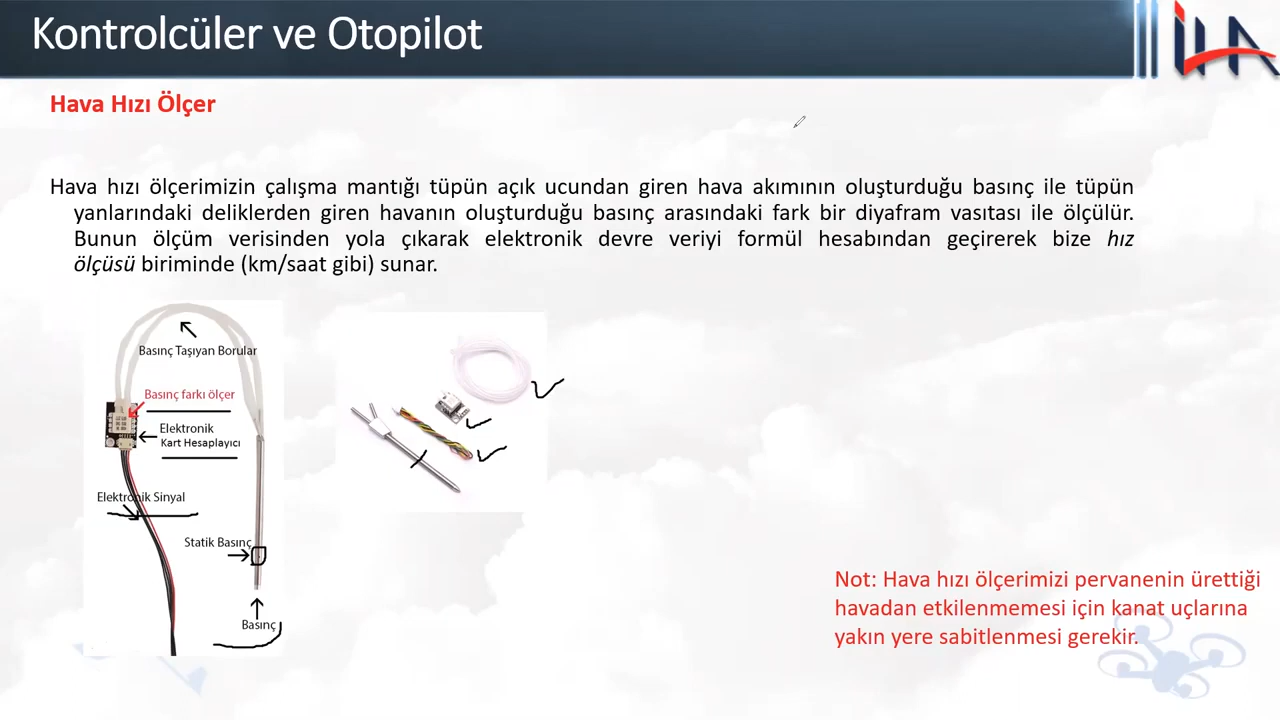 Kontrolcüler ve Otopilot
İHA
Hava Hızı Ölçer
Hava hızı ölçerimizin çalışma mantığı tüpün açık ucundan giren hava akımının oluşturduğu basınç ile tüpün
yanlarındaki deliklerden giren havanın oluşturduğu basınç arasındaki fark bir diyafram vasıtası ile ölçülür.
Bunun ölçüm verisinden yola çıkarak elektronik devre veriyi formül hesabından geçirerek bize hız
ölçüsü biriminde (km/saat gibi) sunar.
Basınç Taşıyan Borular
Basınç farkı ölçer
Elektronik
Kart Hesaplayıcı
Elektronik Sinyal
Statik Basınç
Basınç
Not: Hava hızı ölçerimizi pervanenin ürettiği
havadan etkilenmemesi için kanat uçlarına
yakın yere sabitlenmesi gerekir.